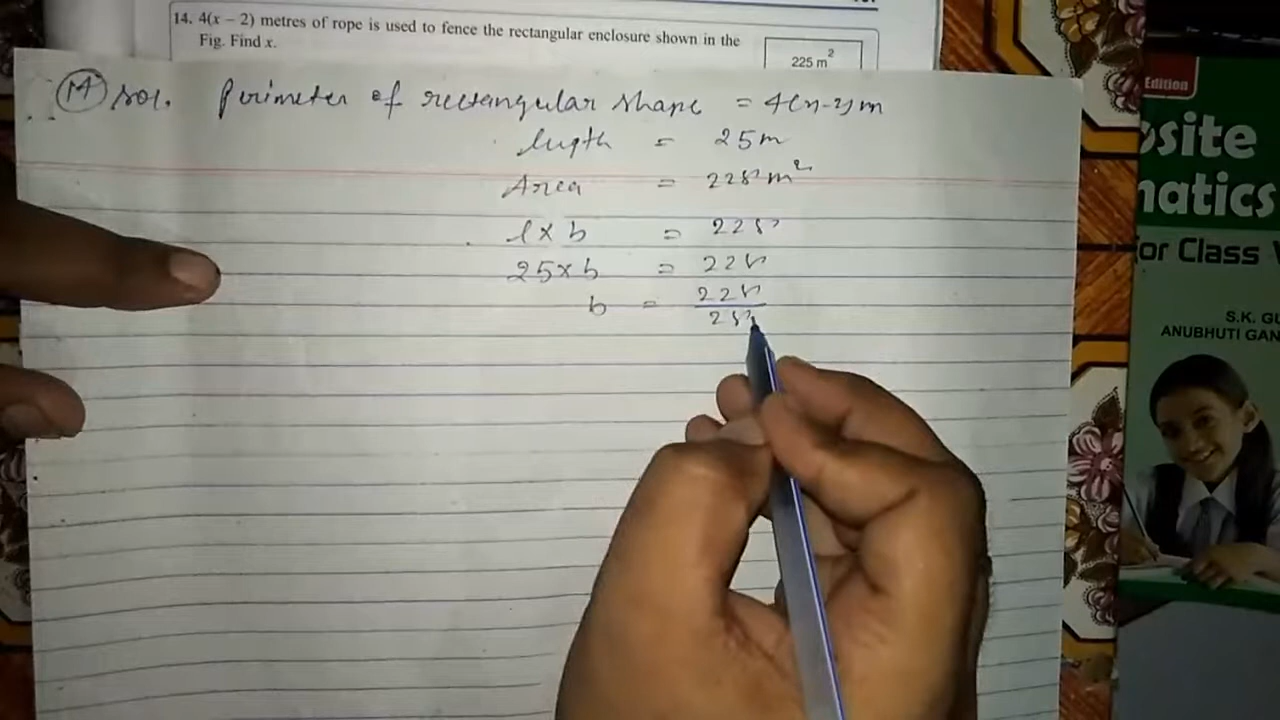 14. 4(x – 2) metres of rope is used to fence the rectangular enclosure shown in the
Fig. Find x.
225 m²
14 sol. Perimeter of rectangular shape = 4(x-2)m
length = 25m
Area = 225 m²
l × b = 225
25 × b = 225
b = 225/25
Edition
osite
matics
or Class
S.K. GU
ANUBHUTI GAN